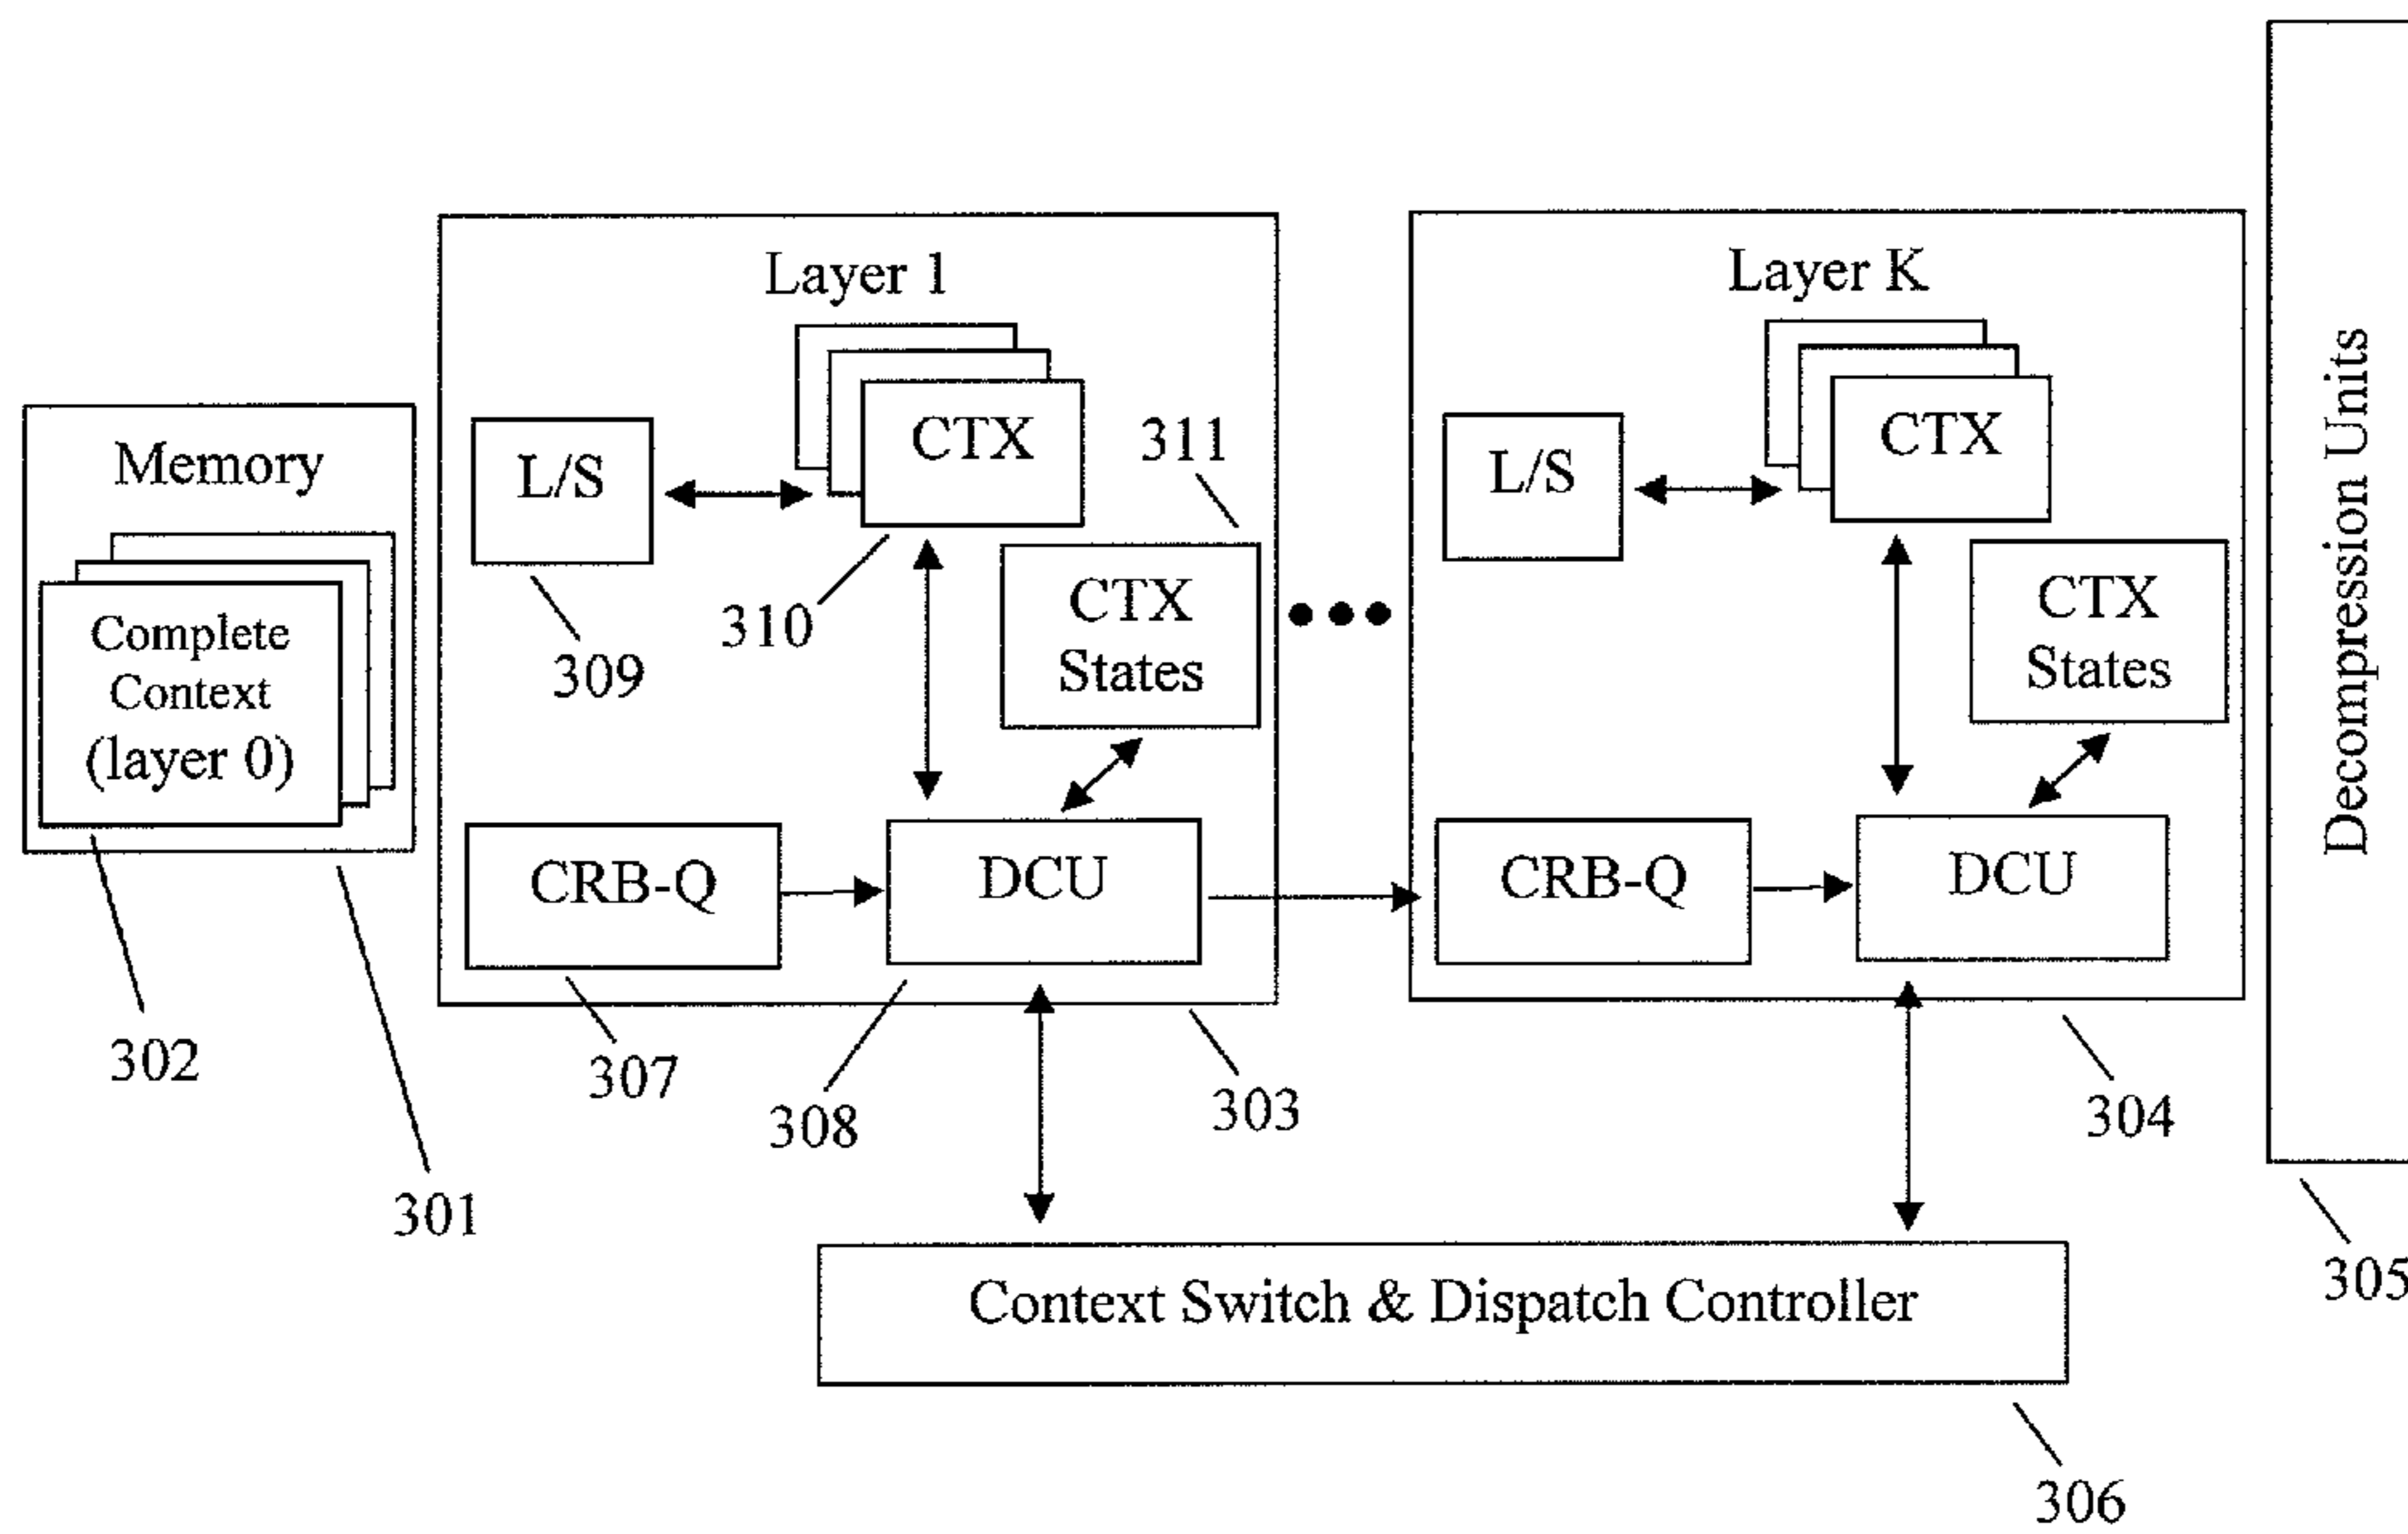 Memory
Complete
Context
(layer 0)
302
301
Layer 1
L/S
CTX
309
310
311
CTX
States
CRB-Q
DCU
307
308
303
Layer K
L/S
CTX
CTX
States
CRB-Q
DCU
304
Decompression Units
305
Context Switch & Dispatch Controller
306